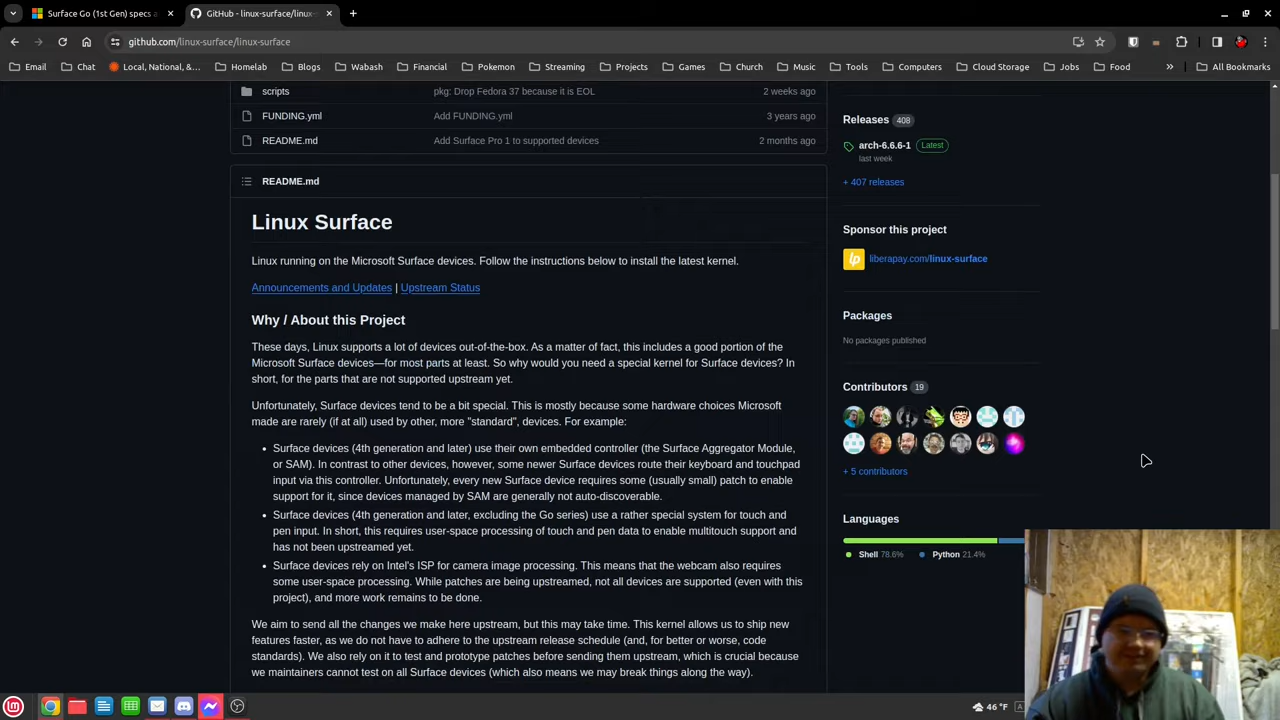 Surface Go (1st Gen) specs a
GitHub - linux-surface/linux-
github.com/linux-surface/linux-surface
Email
Chat
Local, National, &...
Homelab
Blogs
Wabash
Financial
Pokemon
Streaming
Projects
Games
Church
Music
Tools
Computers
Cloud Storage
Jobs
Food
»
All Bookmarks
scripts
pkg: Drop Fedora 37 because it is EOL
2 weeks ago
FUNDING.yml
Add FUNDING.yml
3 years ago
README.md
Add Surface Pro 1 to supported devices
2 months ago
README.md
Linux Surface
Linux running on the Microsoft Surface devices. Follow the instructions below to install the latest kernel.
Announcements and Updates | Upstream Status
Why / About this Project
These days, Linux supports a lot of devices out-of-the-box. As a matter of fact, this includes a good portion of the
Microsoft Surface devices—for most parts at least. So why would you need a special kernel for Surface devices? In
short, for the parts that are not supported upstream yet.
Unfortunately, Surface devices tend to be a bit special. This is mostly because some hardware choices Microsoft
made are rarely (if at all) used by other, more "standard", devices. For example:
• Surface devices (4th generation and later) use their own embedded controller (the Surface Aggregator Module,
or SAM). In contrast to other devices, however, some newer Surface devices route their keyboard and touchpad
input via this controller. Unfortunately, every new Surface device requires some (usually small) patch to enable
support for it, since devices managed by SAM are generally not auto-discoverable.
• Surface devices (4th generation and later, excluding the Go series) use a rather special system for touch and
pen input. In short, this requires user-space processing of touch and pen data to enable multitouch support and
has not been upstreamed yet.
• Surface devices rely on Intel's ISP for camera image processing. This means that the webcam also requires
some user-space processing. While patches are being upstreamed, not all devices are supported (even with this
project), and more work remains to be done.
We aim to send all the changes we make here upstream, but this may take time. This kernel allows us to ship new
features faster, as we do not have to adhere to the upstream release schedule (and, for better or worse, code
standards). We also rely on it to test and prototype patches before sending them upstream, which is crucial because
we maintainers cannot test on all Surface devices (which also means we may break things along the way).
Releases 408
arch-6.6.6-1 Latest
last week
+ 407 releases
Sponsor this project
lp
liberapay.com/linux-surface
Packages
No packages published
Contributors 19
+ 5 contributors
Languages
Shell 78.6%
Python 21.4%
46 °F